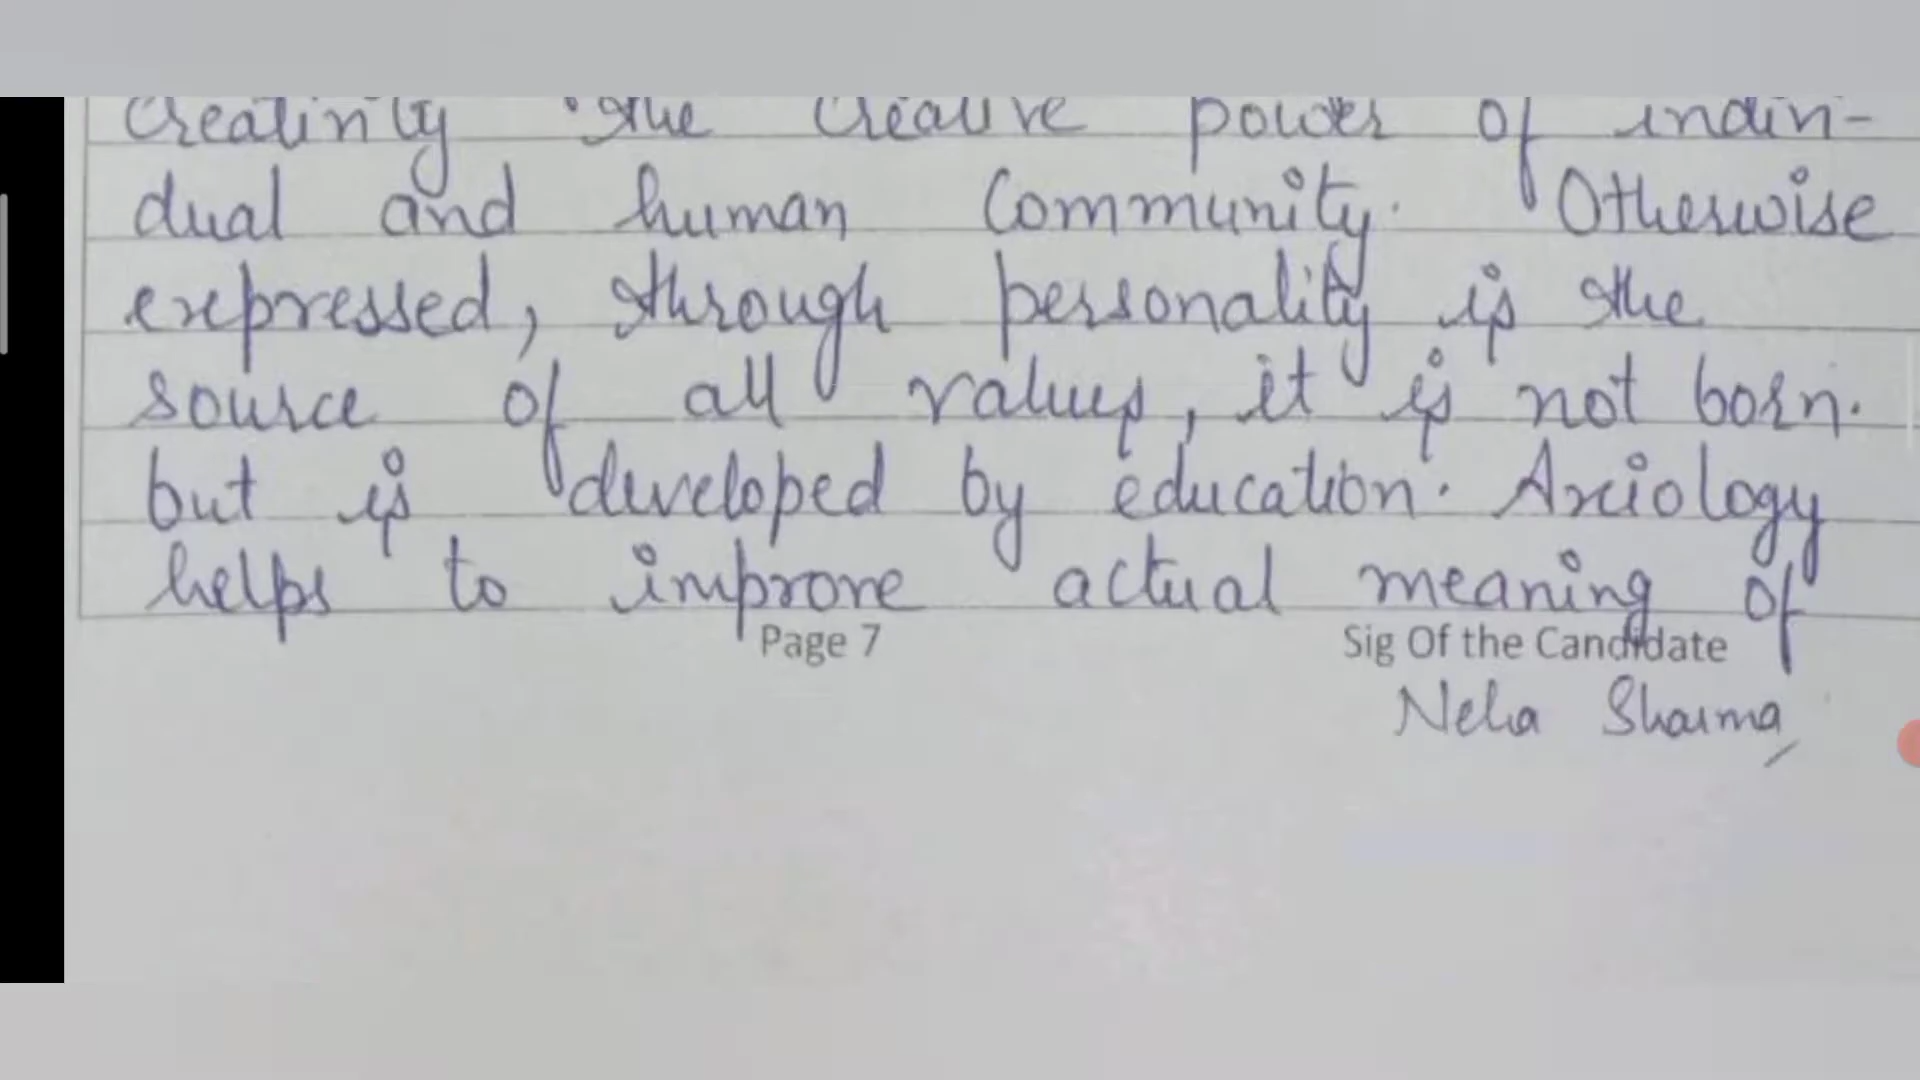 creativity the creative power of indivi-
dual and human Community. Otherwise
expressed, through personality is the
source of all values, it is not born.
but is developed by education. Axiology
helps to improve actual meaning of
Page 7 Sig Of the Candidate
Neha Sharma